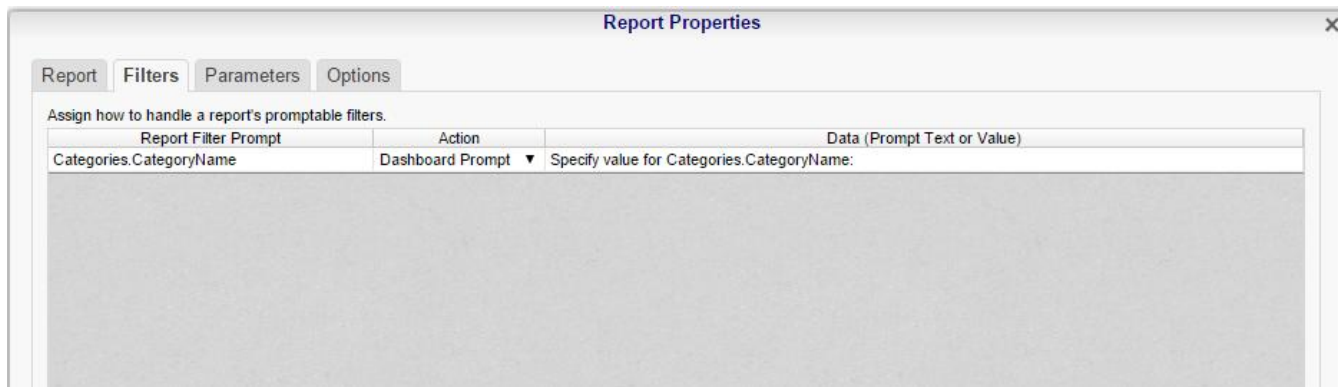 Report Properties
Report Filters Parameters Options
Assign how to handle a report's promptable filters.
Report Filter Prompt Action Data (Prompt Text or Value)
Categories.CategoryName Dashboard Prompt ▼ Specify value for Categories.CategoryName: